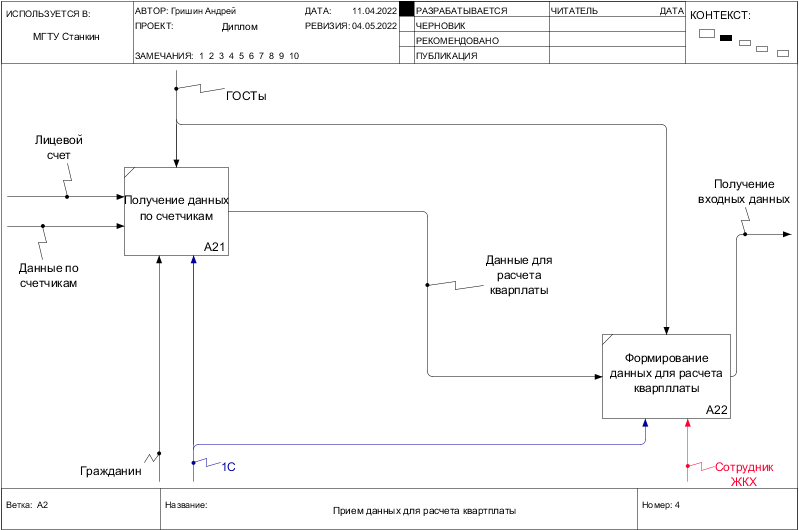 ИСПОЛЬЗУЕТСЯ В:
МГТУ Станкин
АВТОР: Гришин Андрей
ДАТА: 11.04.2022
ПРОЕКТ: Диплом
РЕВИЗИЯ: 04.05.2022
ЗАМЕЧАНИЯ: 1 2 3 4 5 6 7 8 9 10
РАЗРАБАТЫВАЕТСЯ
ЧЕРНОВИК
РЕКОМЕНДОВАНО
ПУБЛИКАЦИЯ
ЧИТАТЕЛЬ ДАТА
КОНТЕКСТ:
ГОСТы
Лицевой
счет
Получение данных
по счетчикам
A21
Данные по
счетчикам
Получение
входных данных
Данные для
расчета
кварплаты
Формирование
данных для расчета
кварпллаты
A22
Гражданин
1С
Сотрудник
ЖКХ
Ветка: A2
Название:
Прием данных для расчета квартплаты
Номер: 4